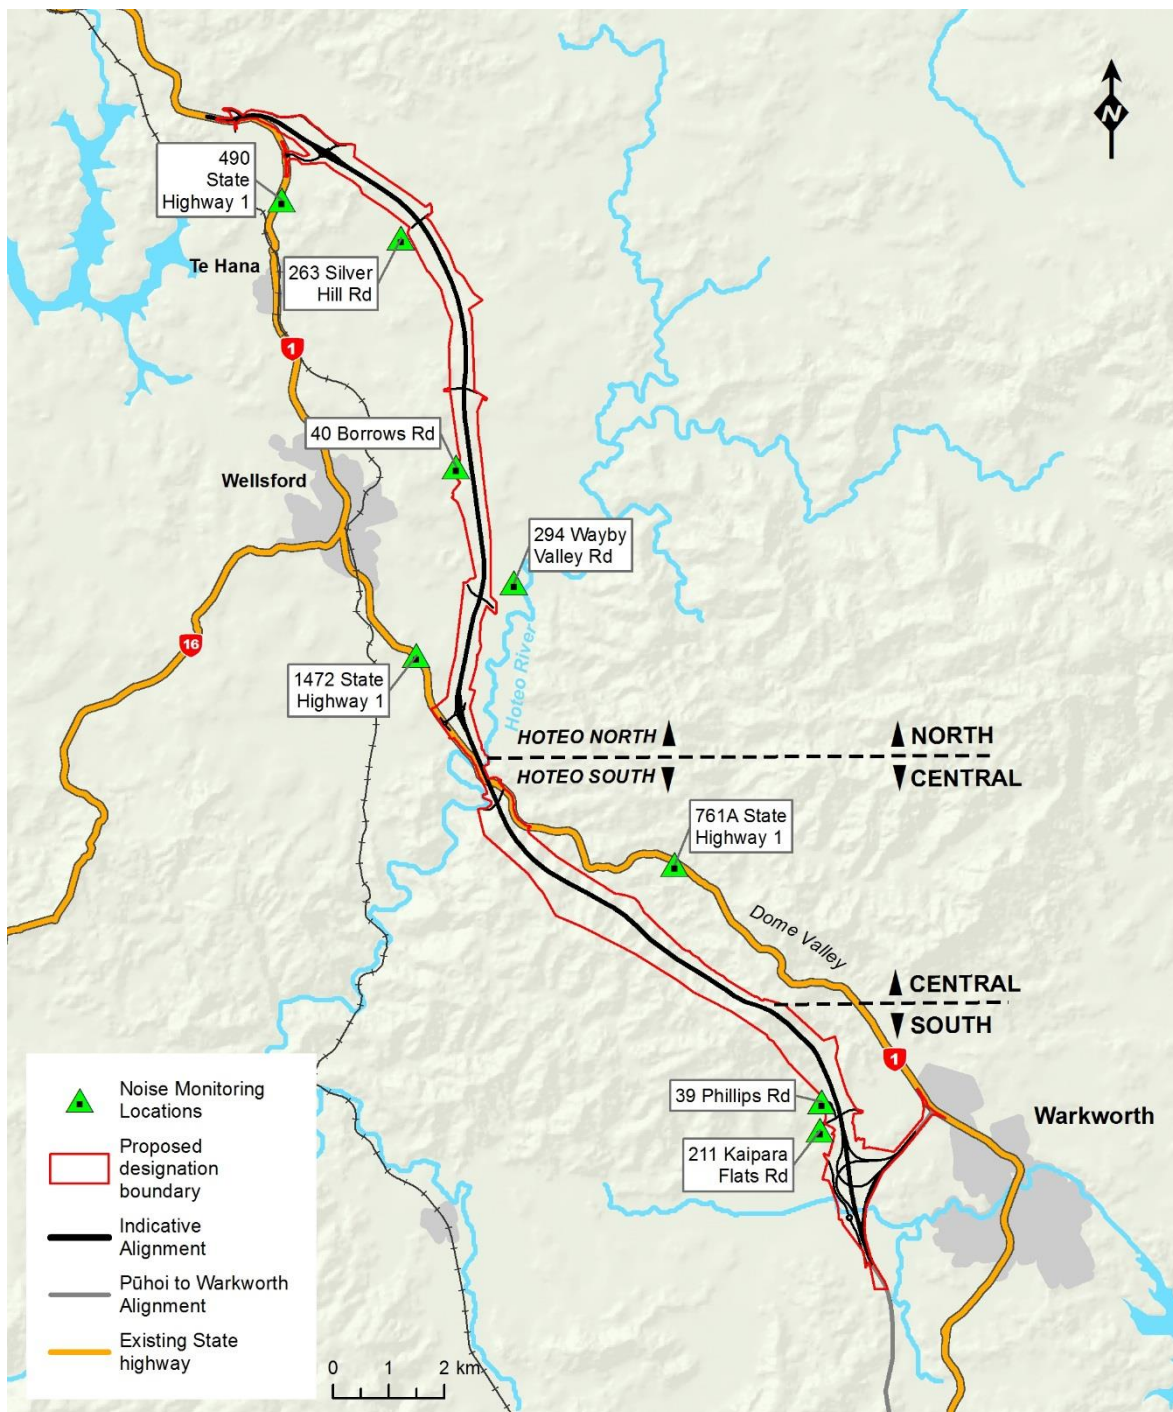 N
490
State
Highway 1
Te Hana
263 Silver
Hill Rd
1
40 Borrows Rd
Wellsford
294 Wayby
Valley Rd
16
Hoteo River
1472 State
Highway 1
HOTEO NORTH
NORTH
HOTEO SOUTH
CENTRAL
761A State
Highway 1
Dome Valley
CENTRAL
SOUTH
1
39 Phillips Rd
Warkworth
211 Kaipara
Flats Rd
Noise Monitoring
Locations
Proposed
designation
boundary
Indicative
Alignment
Pūhoi to Warkworth
Alignment
Existing State
highway
0 1 2 km